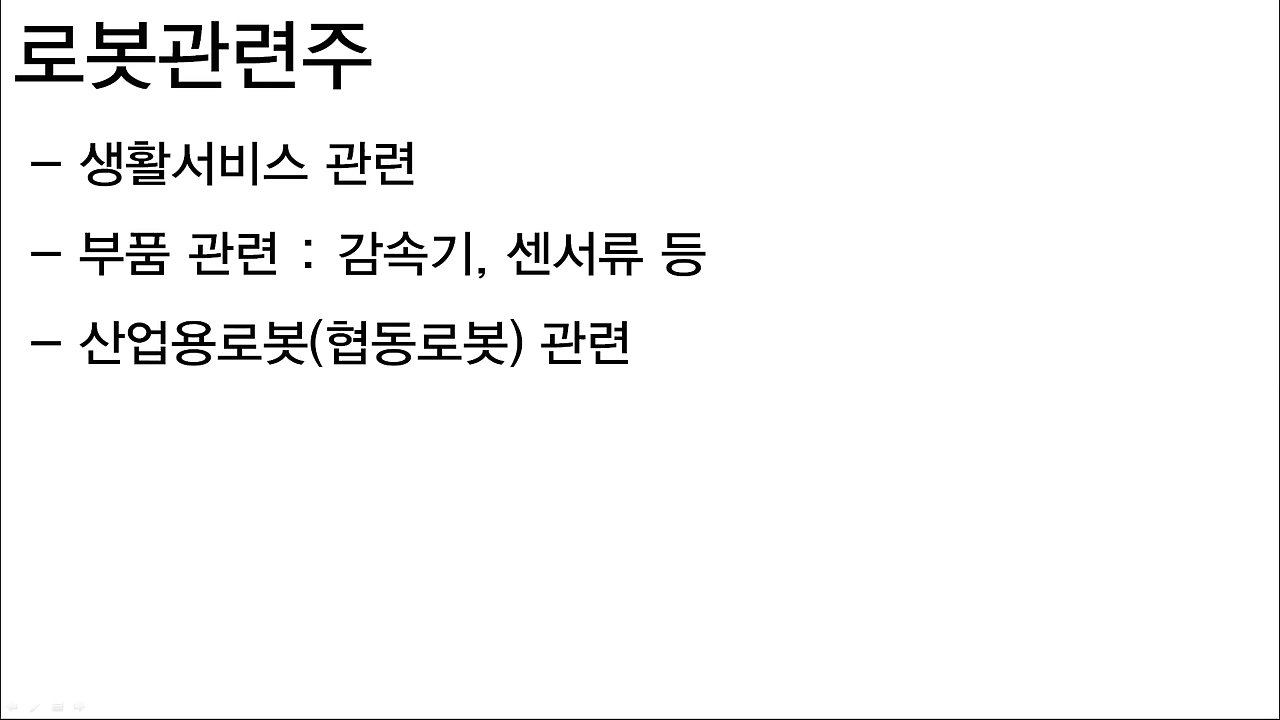 로봇관련주
– 생활서비스 관련
– 부품 관련 : 감속기, 센서류 등
– 산업용로봇(협동로봇) 관련